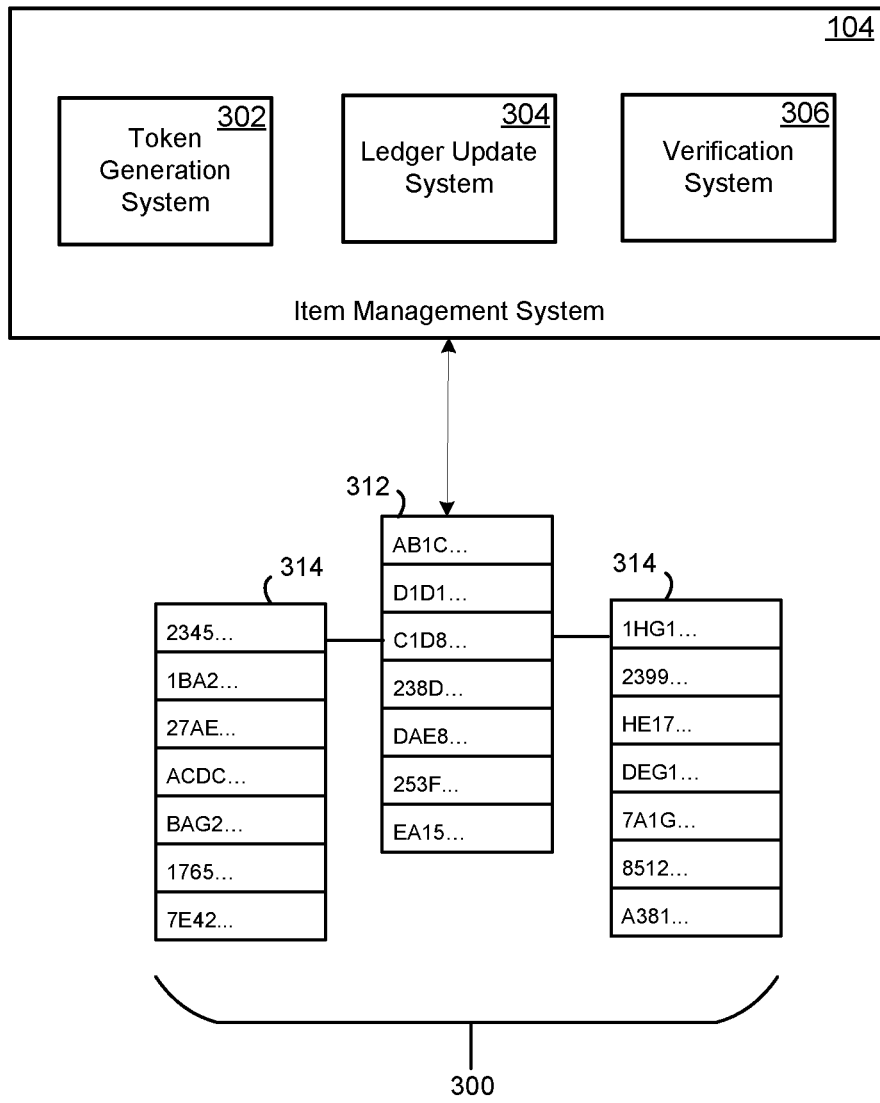 104
302
Token
Generation
System
304
Ledger Update
System
306
Verification
System
Item Management System
312
AB1C...
D1D1...
C1D8...
238D...
DAE8...
253F...
EA15...
314
2345...
1BA2...
27AE...
ACDC...
BAG2...
1765...
7E42...
314
1HG1...
2399...
HE17...
DEG1...
7A1G...
8512...
A381...
300